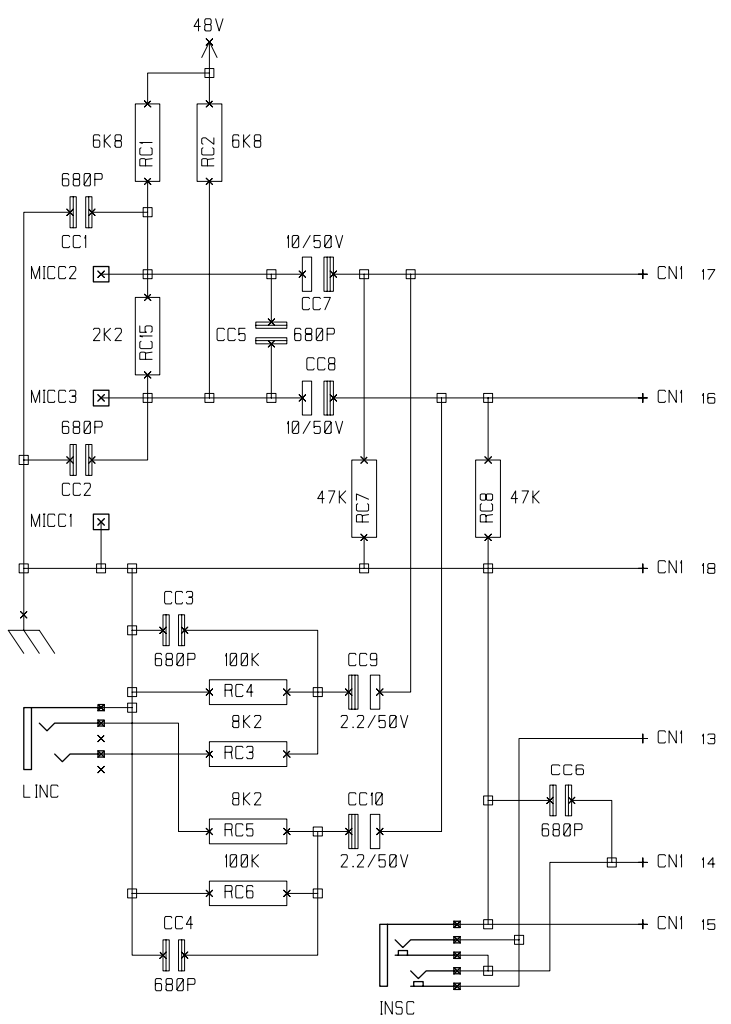 48V
6K8 RC1 RC2 6K8
680P
CC1
10/50V
MICC2 CN1 17
CC7
2K2 RC15 CC5 680P
CC8
MICC3 CN1 16
680P 10/50V
CC2
47K RC7 RC8 47K
MICC1
CN1 18
CC3
680P 100K CC9
RC4
8K2 2.2/50V
CN1 13
RC3
CC6
LINC
8K2 CC10
RC5 680P
100K 2.2/50V CN1 14
RC6
CC4 CN1 15
680P
INSC